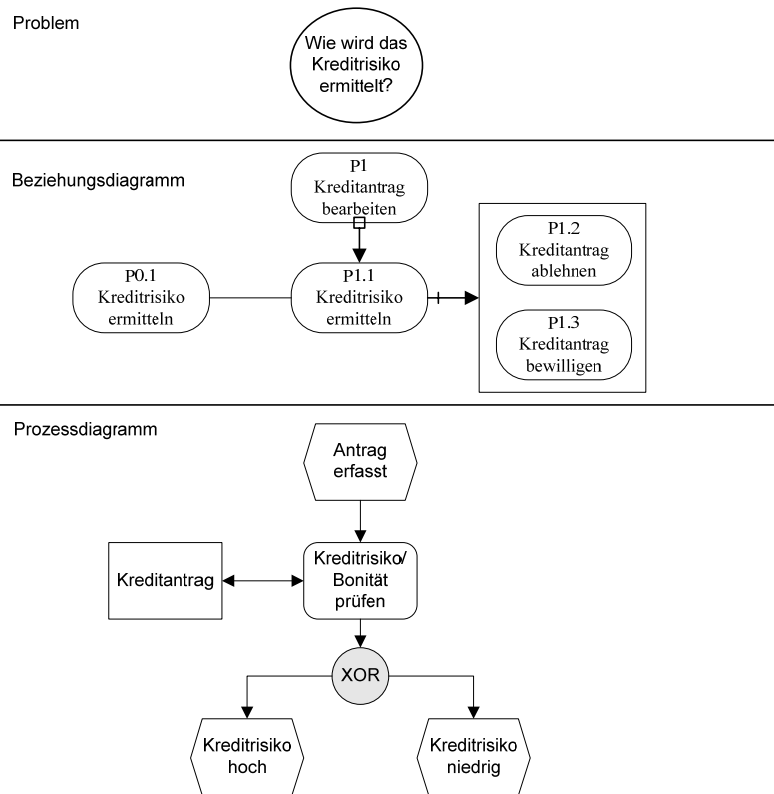 Problem
Wie wird das
Kreditrisiko
ermittelt?
Beziehungsdiagramm
P1
Kreditantrag
bearbeiten
P0.1
Kreditrisiko
ermitteln
P1.1
Kreditrisiko
ermitteln
P1.2
Kreditantrag
ablehnen
P1.3
Kreditantrag
bewilligen
Prozessdiagramm
Antrag
erfasst
Kreditantrag
Kreditrisiko/
Bonität
prüfen
XOR
Kreditrisiko
hoch
Kreditrisiko
niedrig